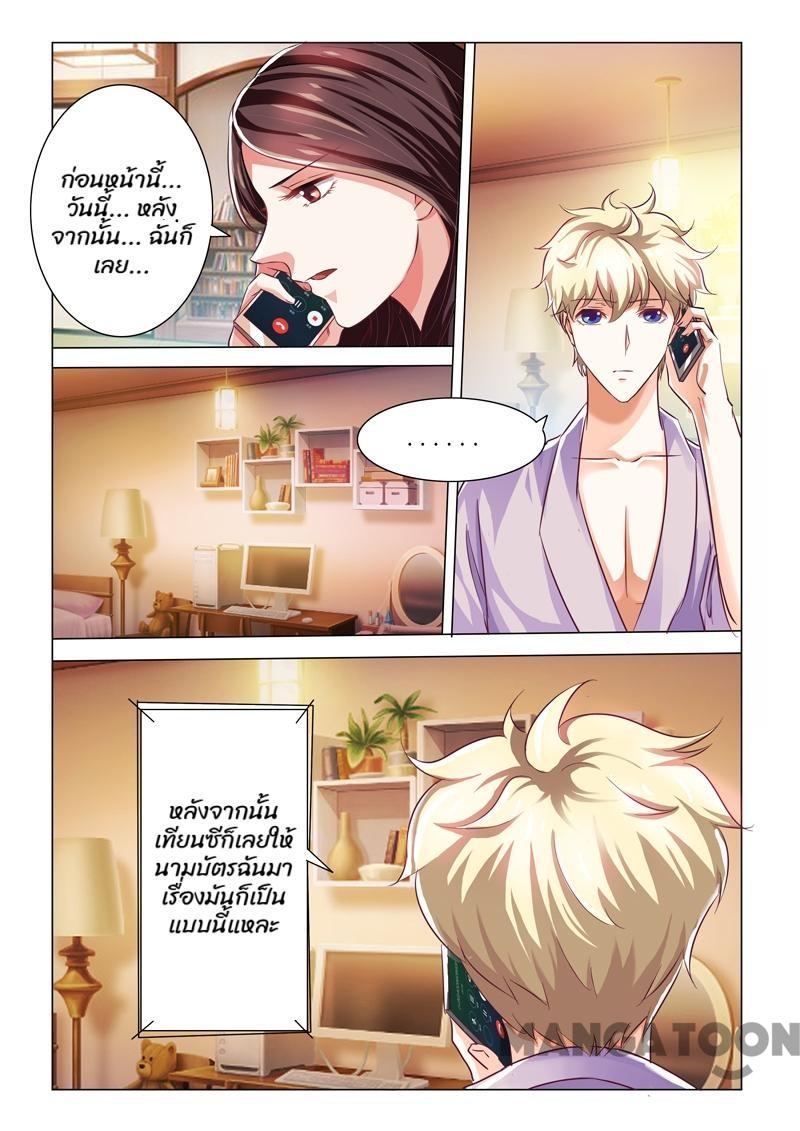 ก่อนหน้านี้...
วันนี้... หลัง
จากนั้น... ฉันก็
เลย...
......
หลังจากนั้น
เทียนซีก็เลยให้
นามบัตรฉันมา
เรื่องมันก็เป็น
แบบนี้แหละ
MANGATOON